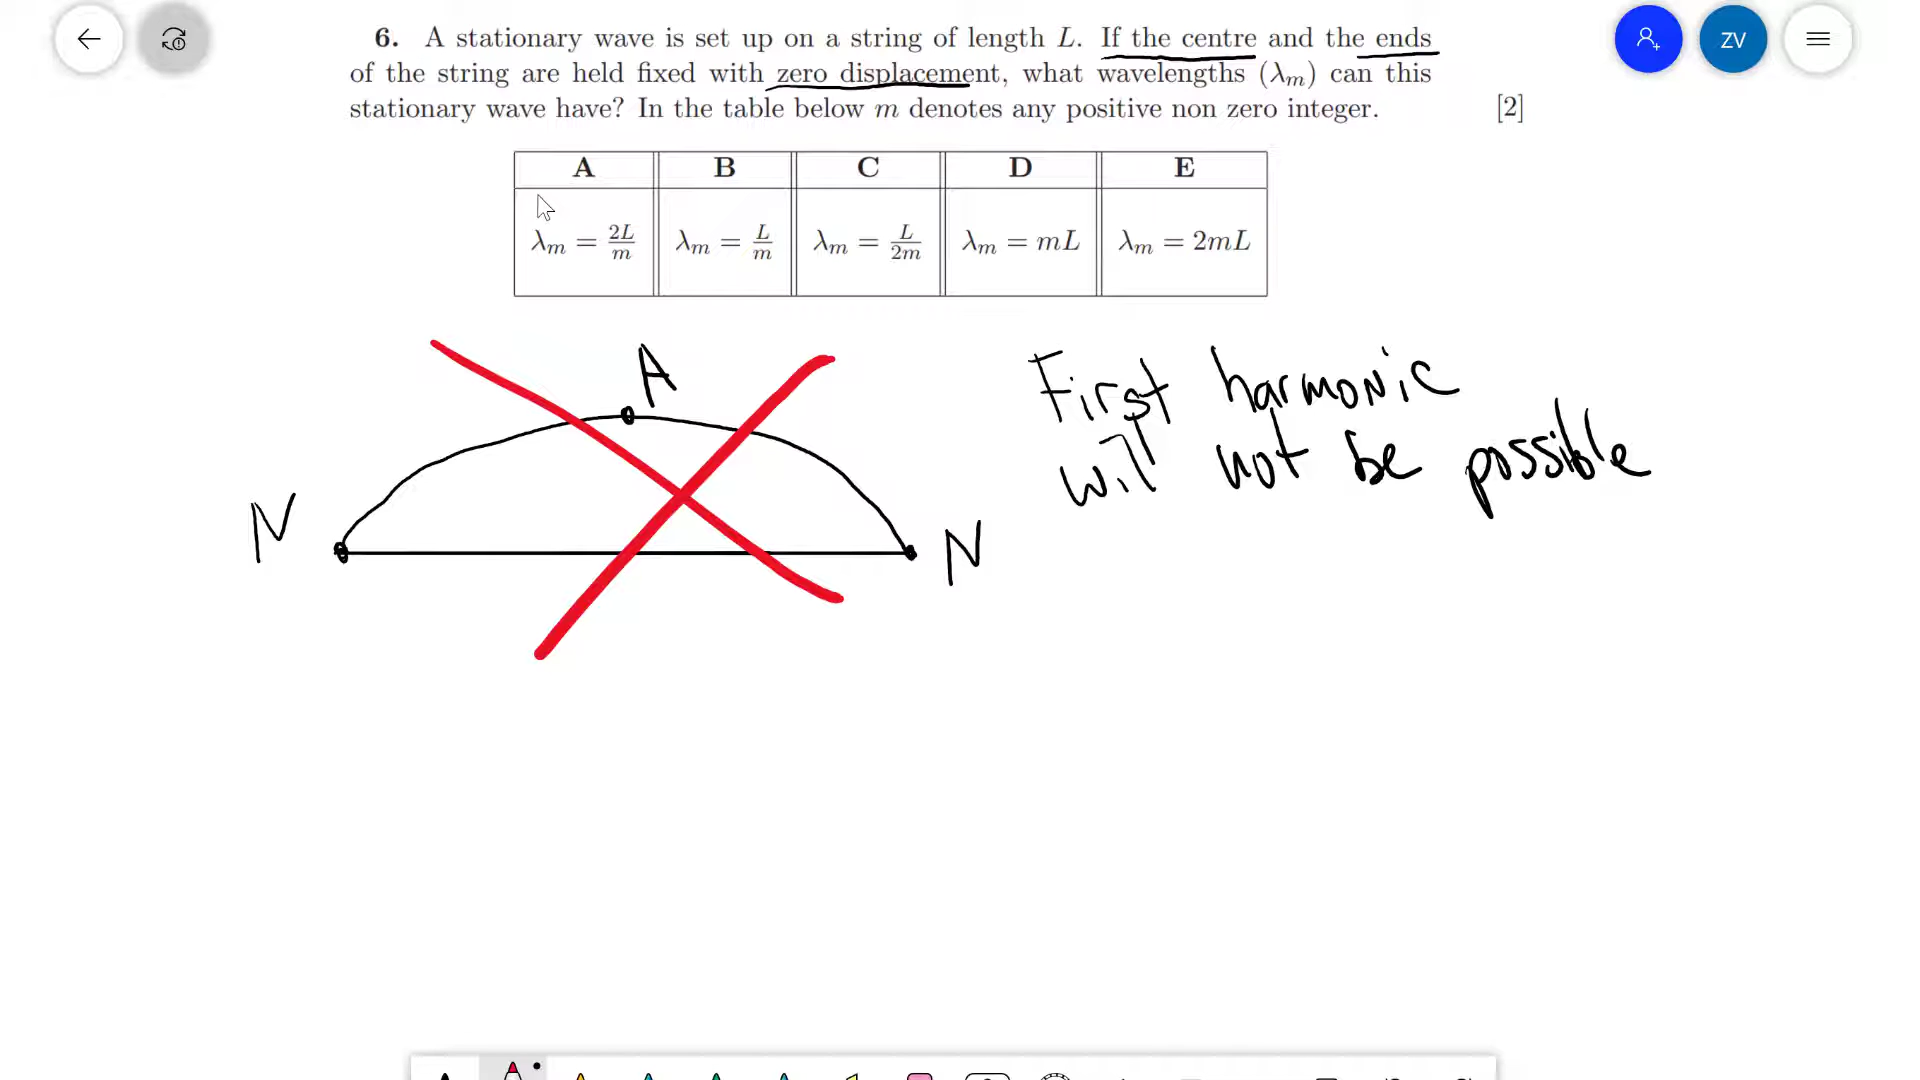 ZV
6. A stationary wave is set up on a string of length L. If the centre and the ends
of the string are held fixed with zero displacement, what wavelengths (λₘ) can this
stationary wave have? In the table below m denotes any positive non zero integer. [2]
A B C D E
λₘ = 2L/m λₘ = L/m λₘ = L/2m λₘ = mL λₘ = 2mL
A
First harmonic
will not be possible
N
N